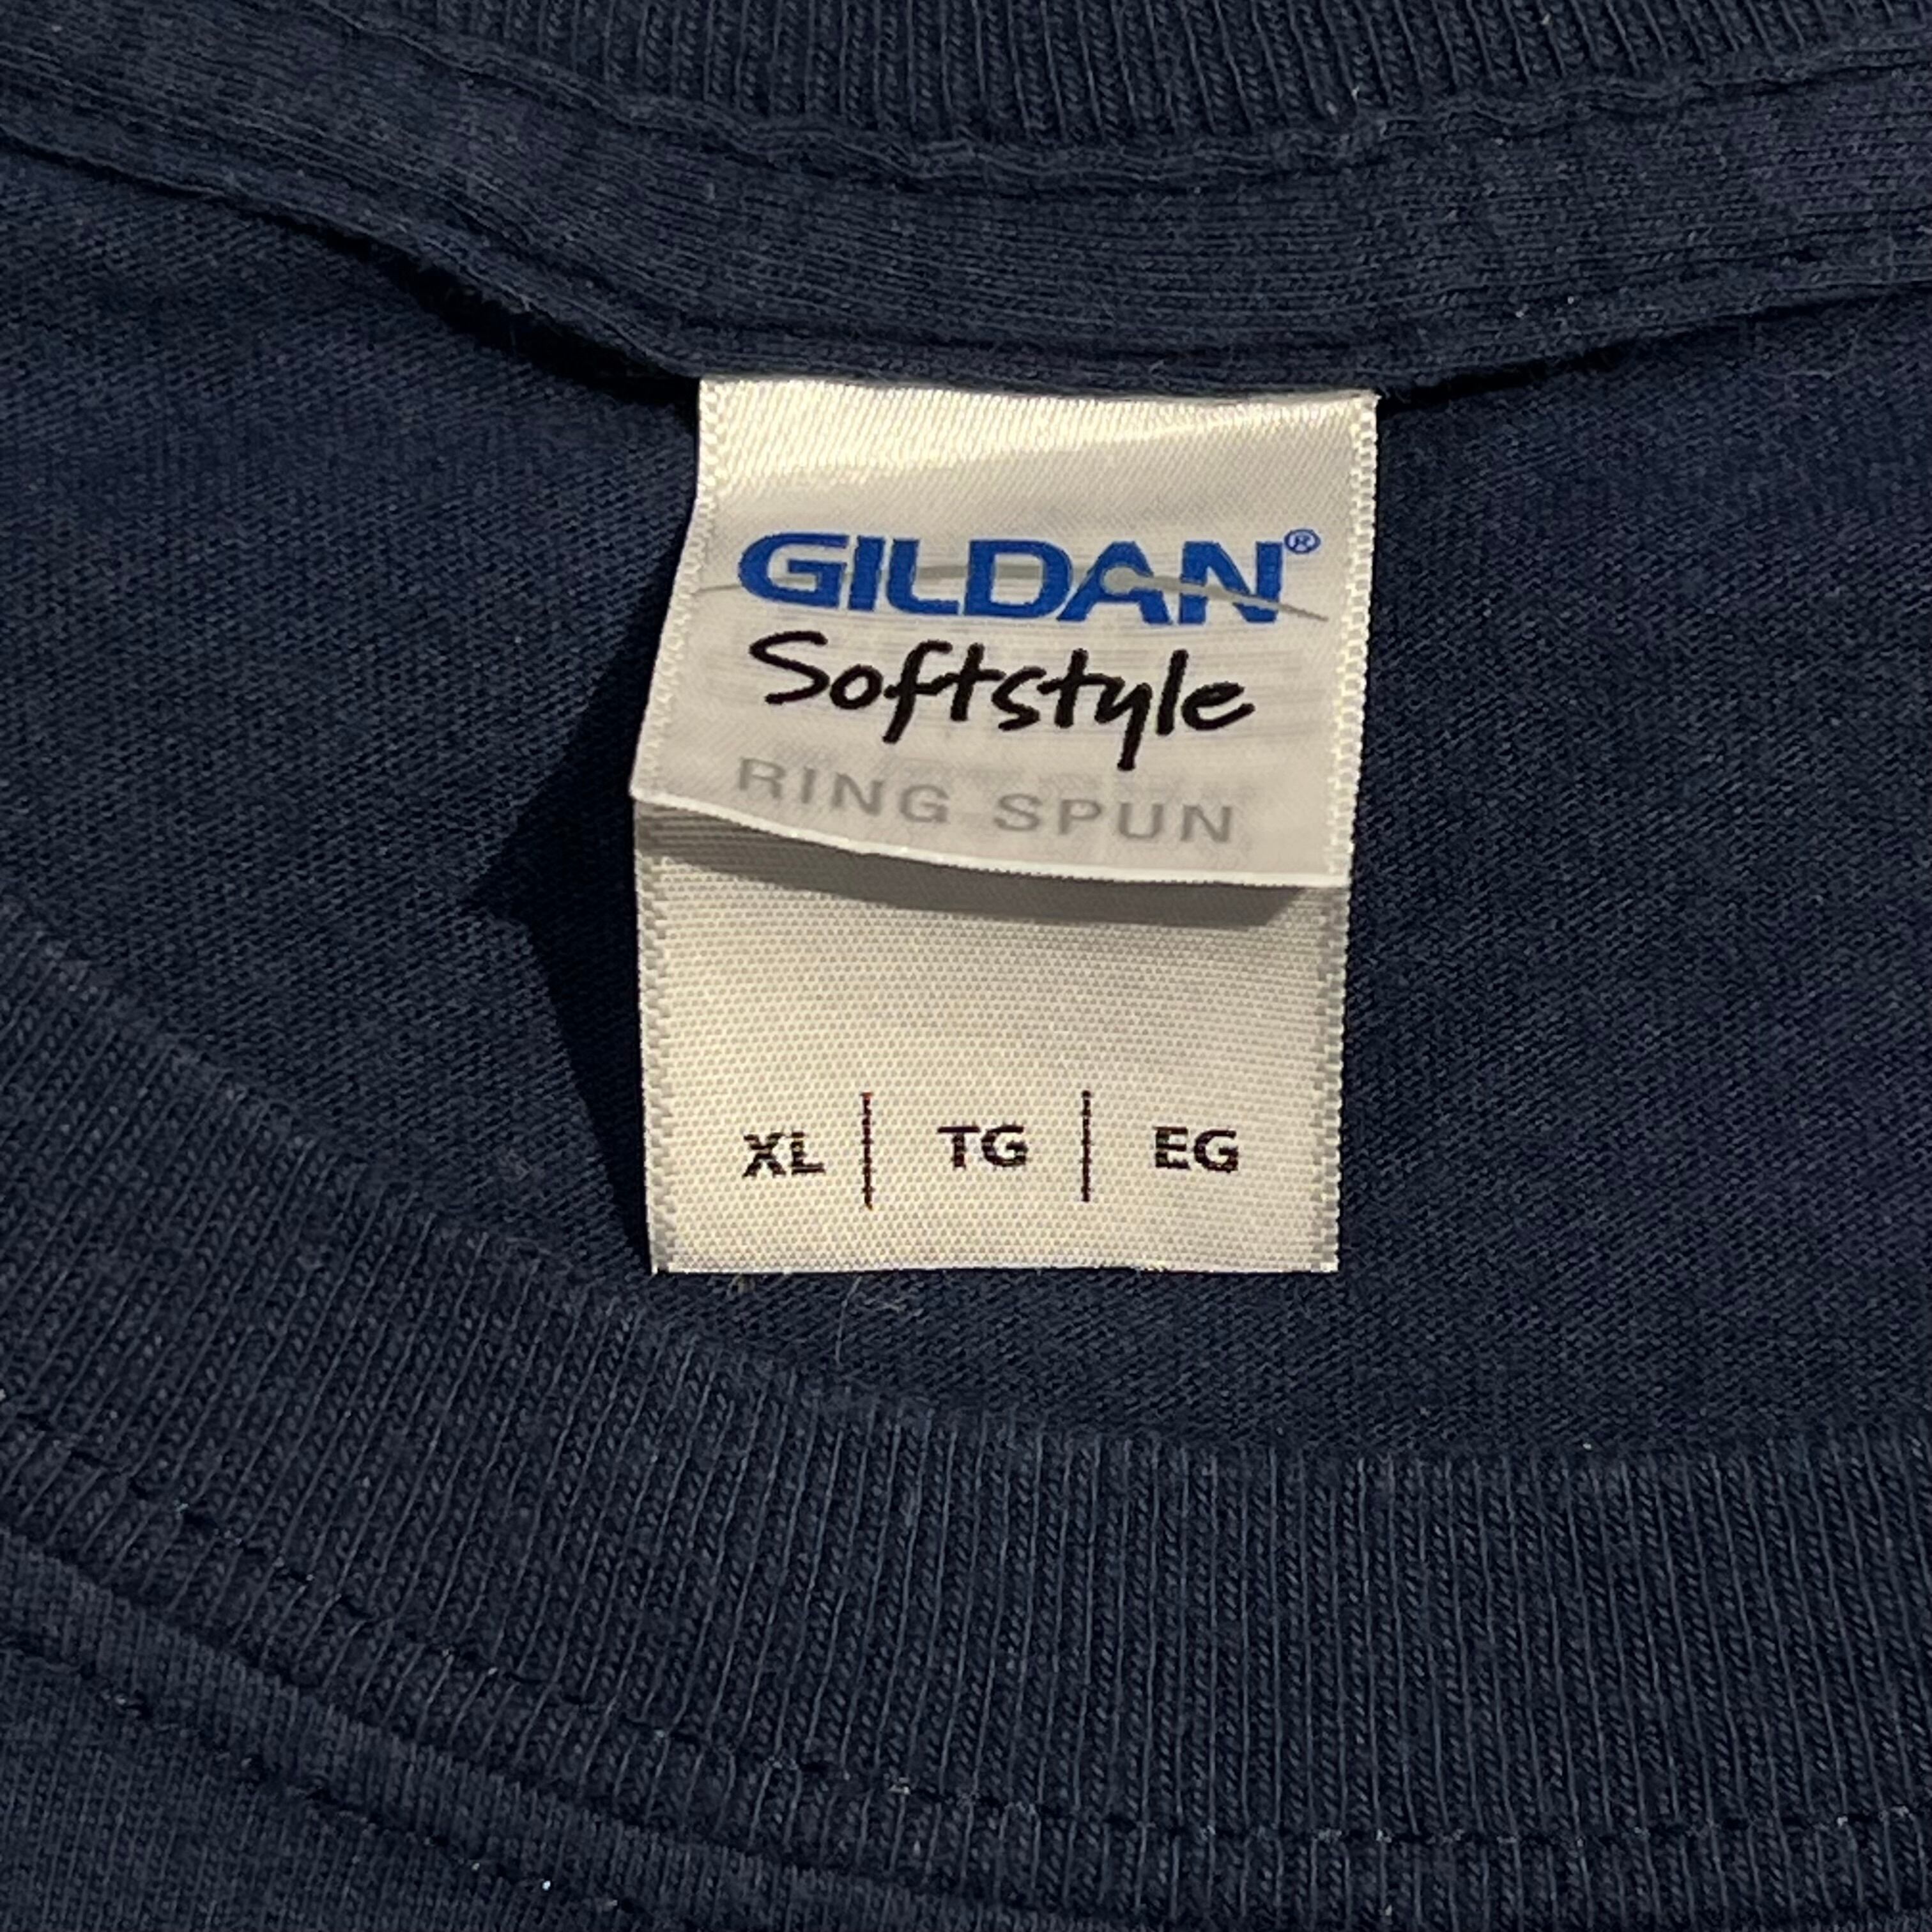 GILDAN®
Softstyle
RING SPUN
XL | TG | EG